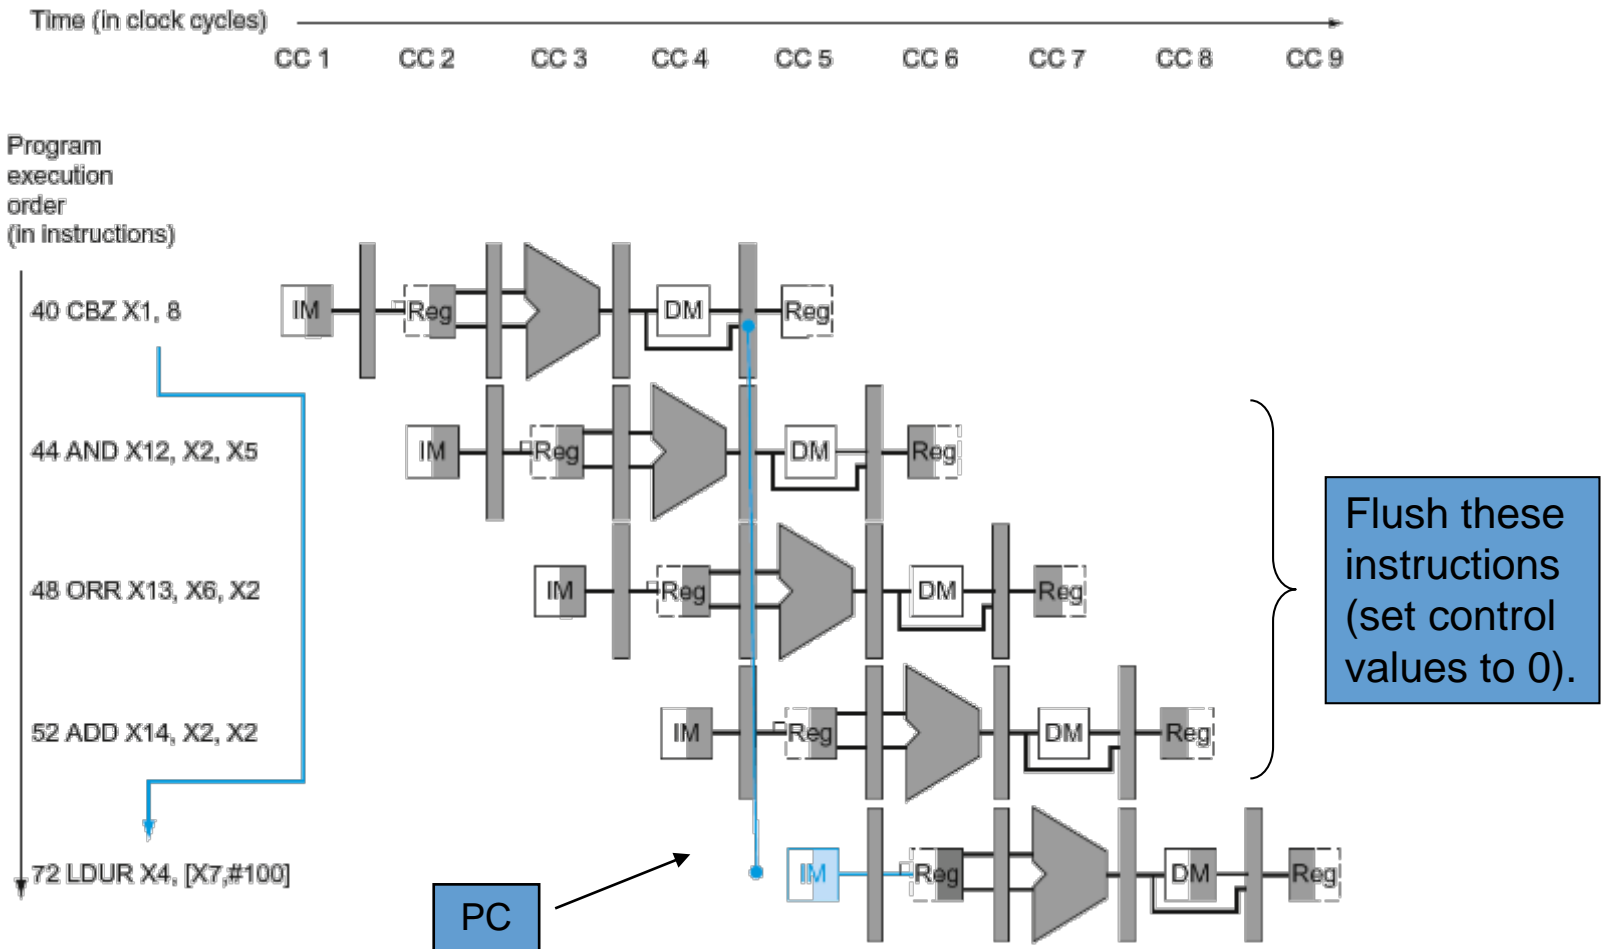 Time (in clock cycles)
CC 1 CC 2 CC 3 CC 4 CC 5 CC 6 CC 7 CC 8 CC 9
Program
execution
order
(in instructions)
40 CBZ X1, 8
IM Reg DM Reg
44 AND X12, X2, X5
IM Reg DM Reg
48 ORR X13, X6, X2
IM Reg DM Reg
52 ADD X14, X2, X2
IM Reg DM Reg
72 LDUR X4, [X7,#100]
IM Reg DM Reg
Flush these
instructions
(set control
values to 0).
PC